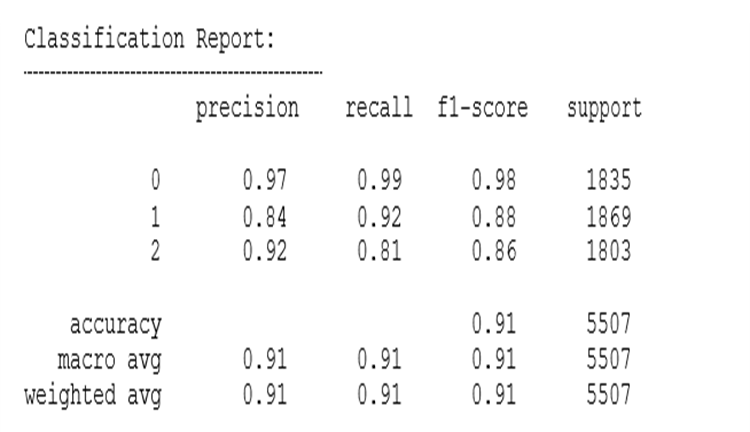 Classification Report:
------------------------------------------------------
precision recall f1-score support
0 0.97 0.99 0.98 1835
1 0.84 0.92 0.88 1869
2 0.92 0.81 0.86 1803
accuracy 0.91 5507
macro avg 0.91 0.91 0.91 5507
weighted avg 0.91 0.91 0.91 5507